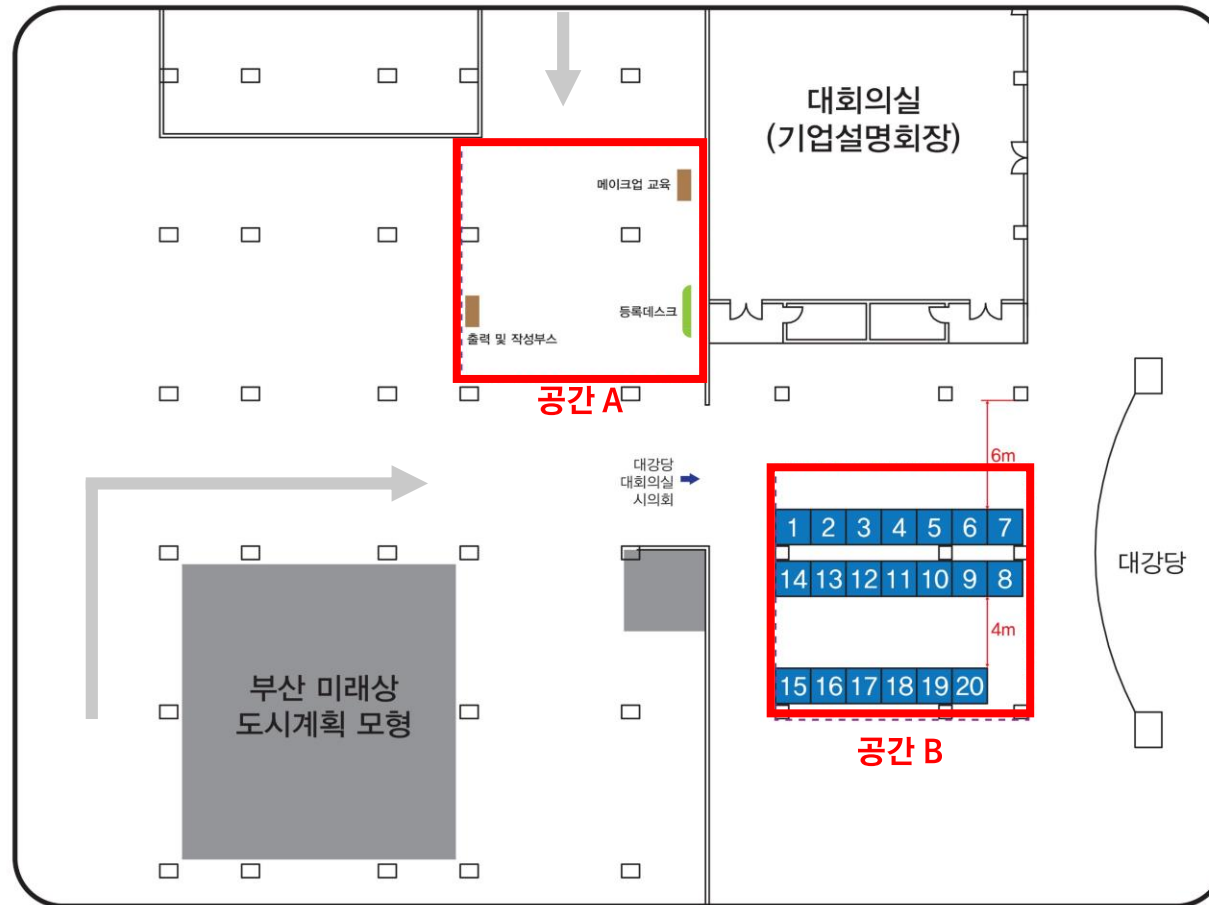 대회의실
(기업설명회장)
메이크업 교육
등록데스크
출력 및 작성부스
공간 A
대강당
대회의실
시의회
6m
1 2 3 4 5 6 7
14 13 12 11 10 9 8
대강당
4m
15 16 17 18 19 20
부산 미래상
도시계획 모형
공간 B